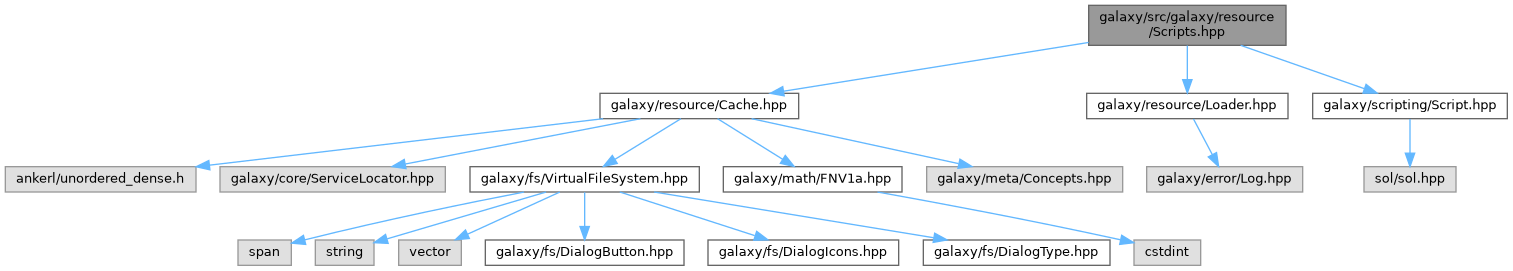 galaxy/src/galaxy/resource
/Scripts.hpp
galaxy/resource/Cache.hpp
galaxy/resource/Loader.hpp
galaxy/scripting/Script.hpp
ankerl/unordered_dense.h
galaxy/core/ServiceLocator.hpp
galaxy/fs/VirtualFileSystem.hpp
galaxy/math/FNV1a.hpp
galaxy/meta/Concepts.hpp
galaxy/error/Log.hpp
sol/sol.hpp
span
string
vector
galaxy/fs/DialogButton.hpp
galaxy/fs/DialogIcons.hpp
galaxy/fs/DialogType.hpp
cstdint